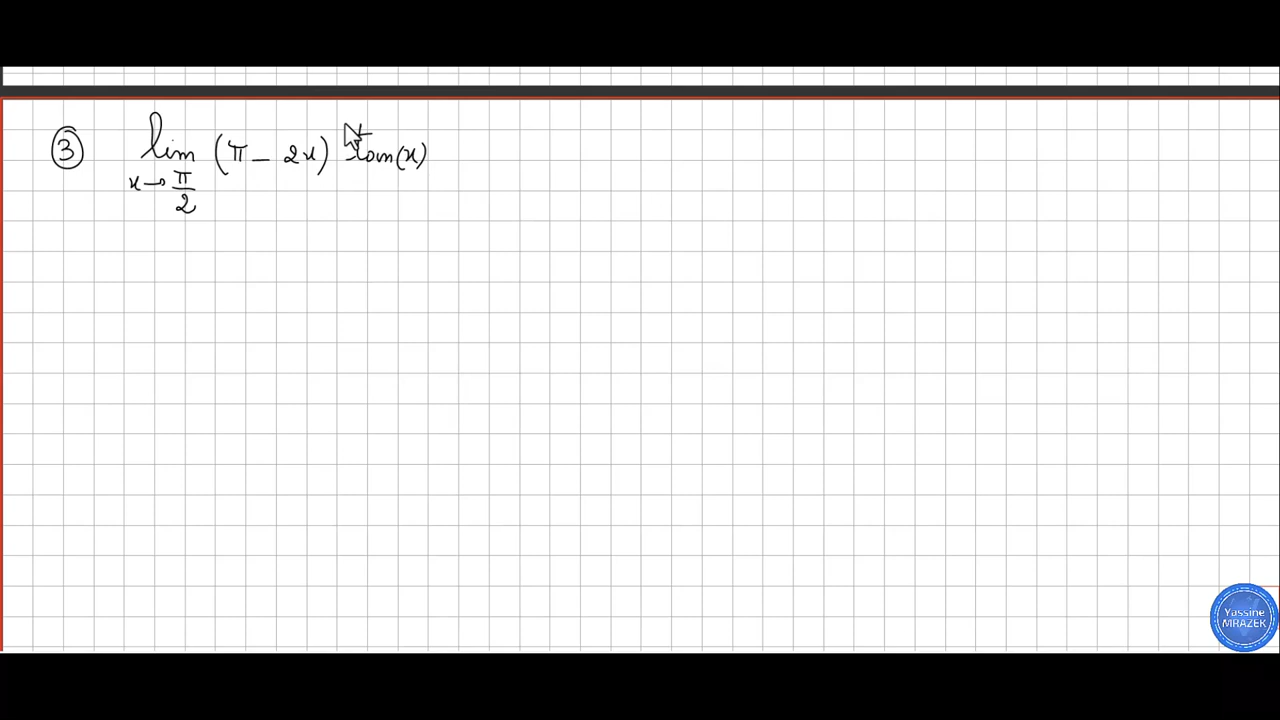 ③ lim (π − 2x) tan(x)
x→π/2
Yassine
MRAZEK